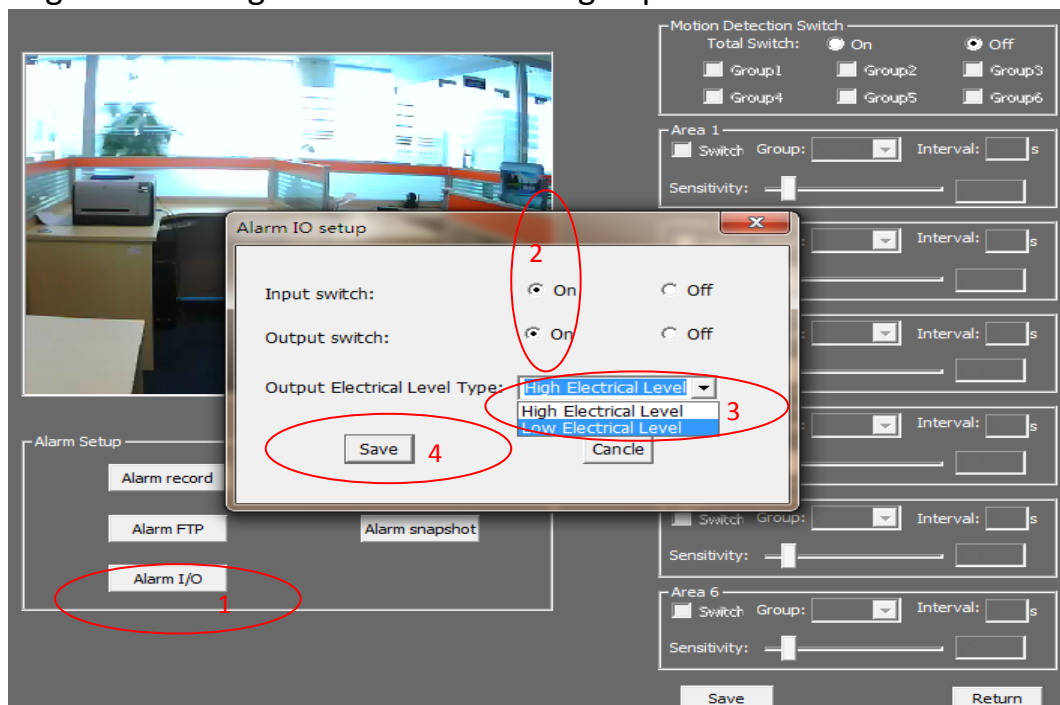 Motion Detection Switch
Total Switch: On Off
Group1 Group2 Group3
Group4 Group5 Group6
Area 1
Switch Group: Interval: s
Sensitivity:
Alarm IO setup
2
Input switch: On Off
Output switch: On Off
Output Electrical Level Type: High Electrical Level
High Electrical Level
Low Electrical Level
3
Save 4 Cancle
: Interval: s
: Interval: s
: Interval: s
Alarm Setup
Alarm record
Alarm FTP Alarm snapshot
Alarm I/O
1
Switch Group: Interval: s
Sensitivity:
Area 6
Switch Group: Interval: s
Sensitivity:
Save Return